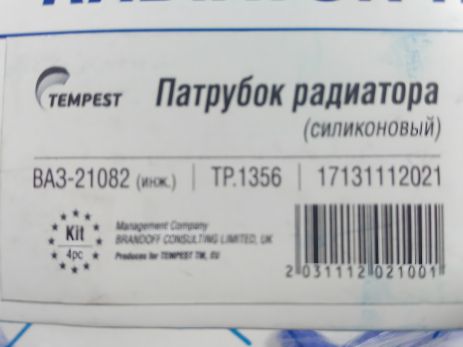 TEMPEST
Патрубок радиатора
(силиконовый)
ВАЗ-21082 (инж.) | TP.1356 | 17131112021
Kit
4pc
Management Company
BRANDOFF CONSULTING LIMITED, UK
Produces for TEMPEST TM, EU
2 031112 021001